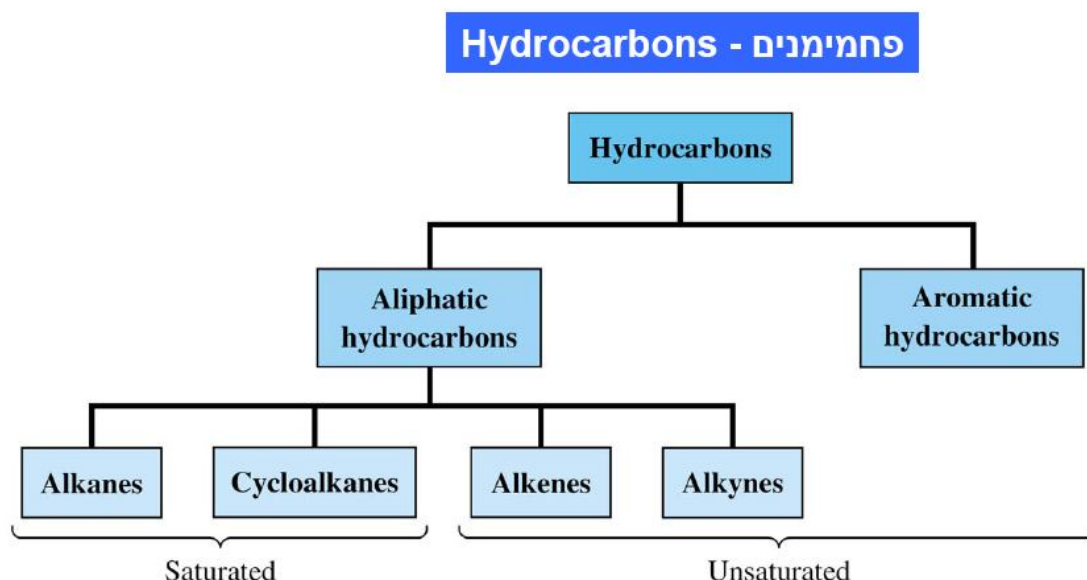 Hydrocarbons - פחמימנים
Hydrocarbons
Aliphatic
hydrocarbons
Aromatic
hydrocarbons
Alkanes
Cycloalkanes
Alkenes
Alkynes
Saturated
Unsaturated